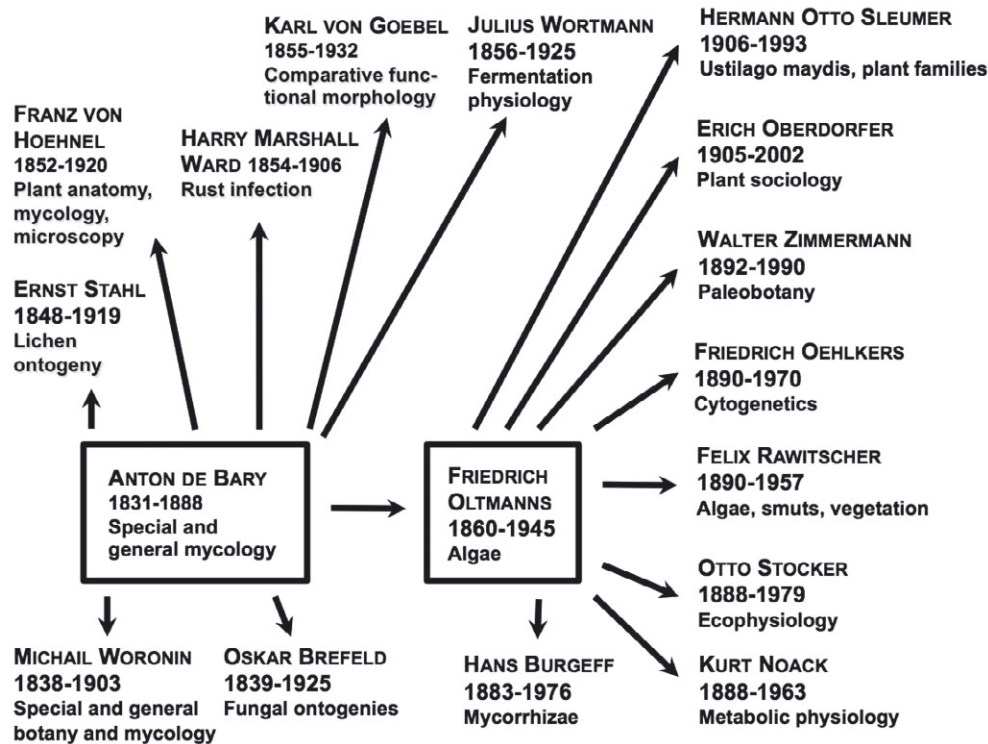 KARL VON GOEBEL
1855-1932
Comparative func-
tional morphology
JULIUS WORTMANN
1856-1925
Fermentation
physiology
HERMANN OTTO SLEUMER
1906-1993
Ustilago maydis, plant families
FRANZ VON
HOEHNEL
1852-1920
Plant anatomy,
mycology,
microscopy
HARRY MARSHALL
WARD 1854-1906
Rust infection
ERICH OBERDORFER
1905-2002
Plant sociology
WALTER ZIMMERMANN
1892-1990
Paleobotany
ERNST STAHL
1848-1919
Lichen
ontogeny
FRIEDRICH OEHLKERS
1890-1970
Cytogenetics
ANTON DE BARY
1831-1888
Special and
general mycology
FRIEDRICH
OLTMANNS
1860-1945
Algae
FELIX RAWITSCHER
1890-1957
Algae, smuts, vegetation
OTTO STOCKER
1888-1979
Ecophysiology
MICHAIL WORONIN
1838-1903
Special and general
botany and mycology
OSKAR BREFELD
1839-1925
Fungal ontogenies
HANS BURGEFF
1883-1976
Mycorrhizae
KURT NOACK
1888-1963
Metabolic physiology